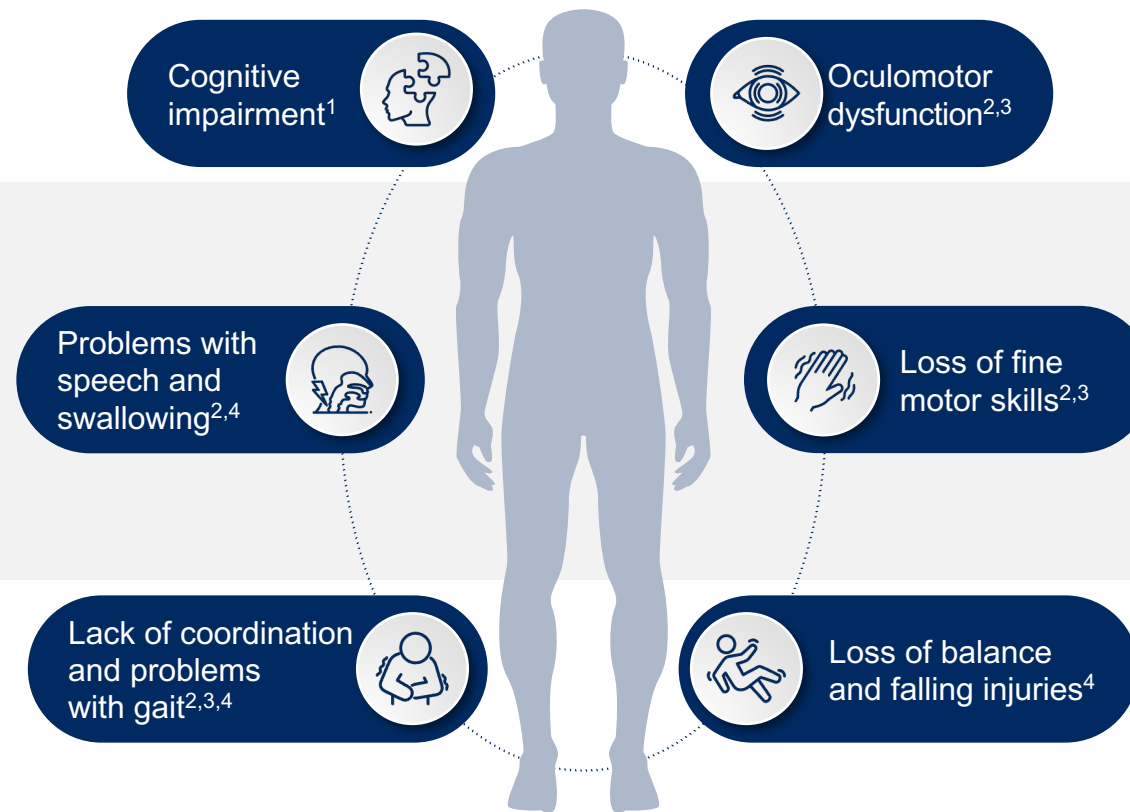 Cognitive
impairment¹
Oculomotor
dysfunction²,³
Problems with
speech and
swallowing²,⁴
Loss of fine
motor skills²,³
Lack of coordination
and problems
with gait²,³,⁴
Loss of balance
and falling injuries⁴